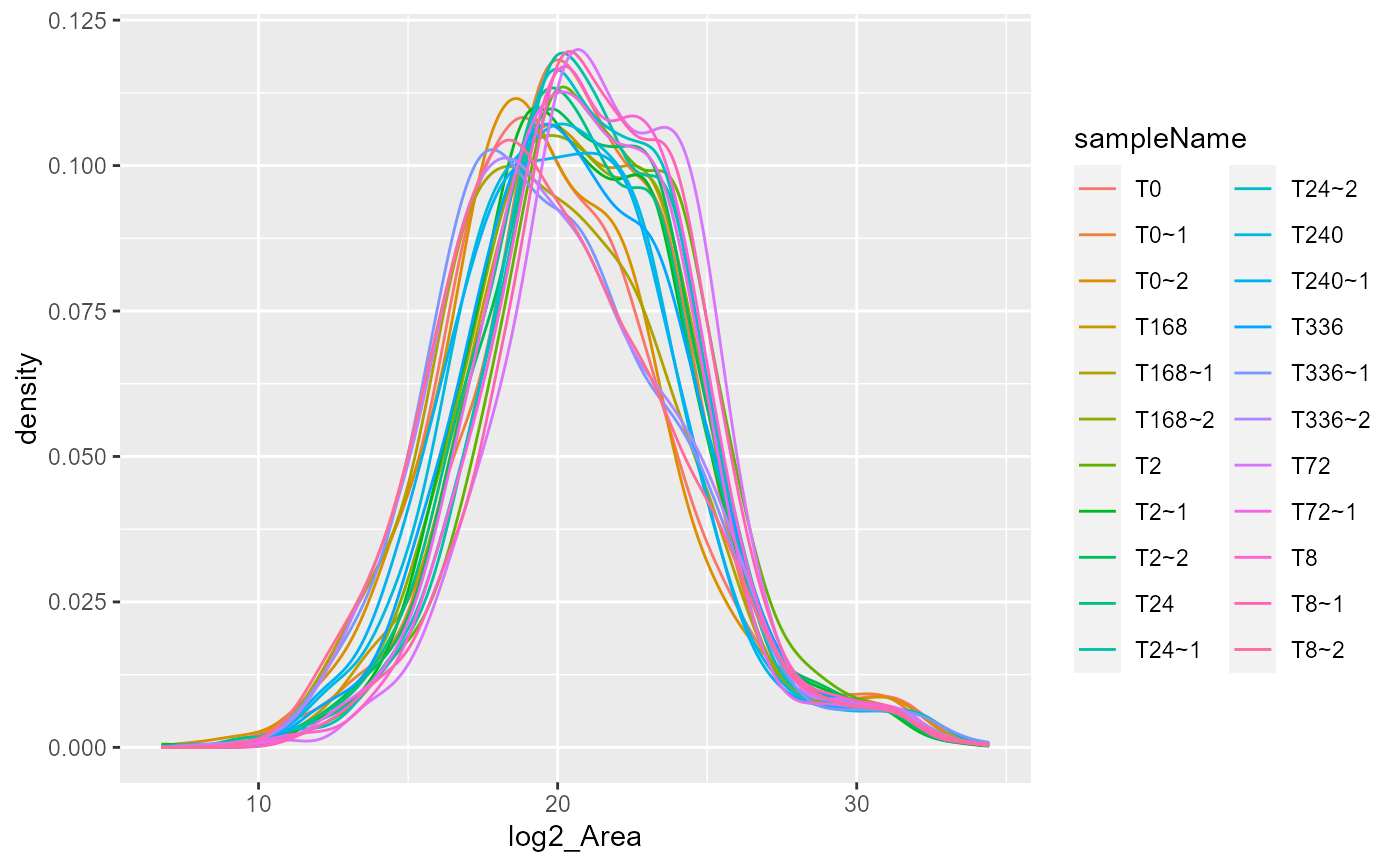 0.125
0.100
0.075
0.050
0.025
0.000
density
10 20 30
log2_Area
sampleName
T0 T24~2
T0~1 T240
T0~2 T240~1
T168 T336
T168~1 T336~1
T168~2 T336~2
T2 T72
T2~1 T72~1
T2~2 T8
T24 T8~1
T24~1 T8~2